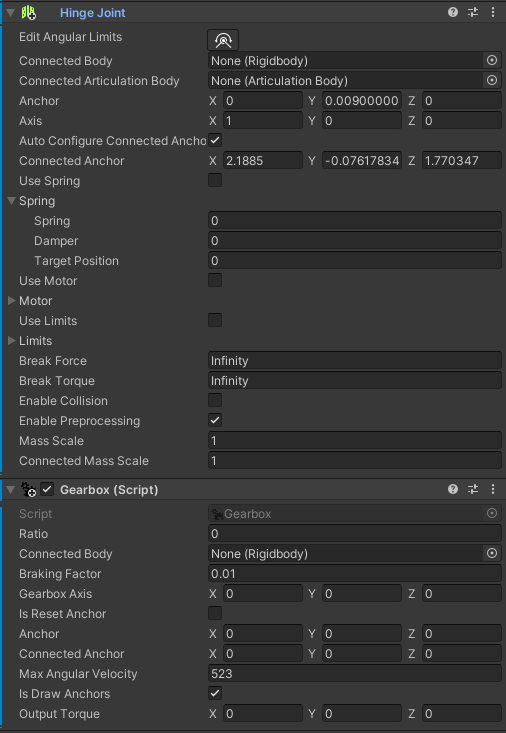 Hinge Joint
Edit Angular Limits
Connected Body None (Rigidbody)
Connected Articulation Body None (Articulation Body)
Anchor X 0 Y 0.00900000 Z 0
Axis X 1 Y 0 Z 0
Auto Configure Connected Ancho
Connected Anchor X 2.1885 Y -0.07617834 Z 1.770347
Use Spring
Spring
Spring 0
Damper 0
Target Position 0
Use Motor
Motor
Use Limits
Limits
Break Force Infinity
Break Torque Infinity
Enable Collision
Enable Preprocessing
Mass Scale 1
Connected Mass Scale 1
Gearbox (Script)
Script Gearbox
Ratio 0
Connected Body None (Rigidbody)
Braking Factor 0.01
Gearbox Axis X 0 Y 0 Z 0
Is Reset Anchor
Anchor X 0 Y 0 Z 0
Connected Anchor X 0 Y 0 Z 0
Max Angular Velocity 523
Is Draw Anchors
Output Torque X 0 Y 0 Z 0